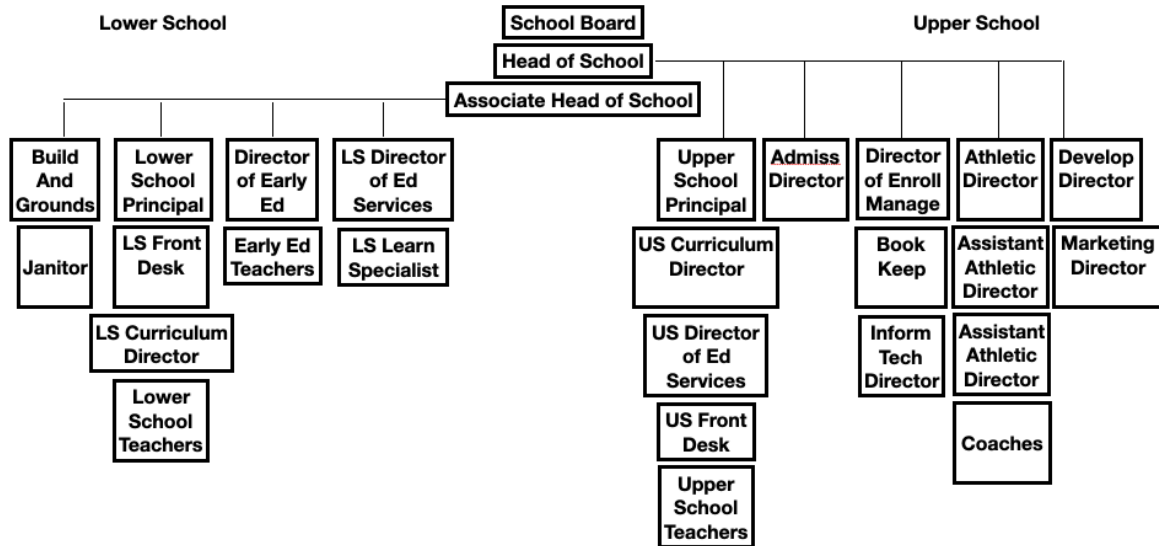 Lower School
School Board
Upper School
Head of School
Associate Head of School
Build
And
Grounds
Lower
School
Principal
Director
of Early
Ed
LS Director
of Ed
Services
Upper
School
Principal
Admiss
Director
Director
of Enroll
Manage
Athletic
Director
Develop
Director
Janitor
LS Front
Desk
Early Ed
Teachers
LS Learn
Specialist
US Curriculum
Director
Book
Keep
Assistant
Athletic
Director
Marketing
Director
LS Curriculum
Director
US Director
of Ed
Services
Inform
Tech
Director
Assistant
Athletic
Director
Lower
School
Teachers
US Front
Desk
Coaches
Upper
School
Teachers